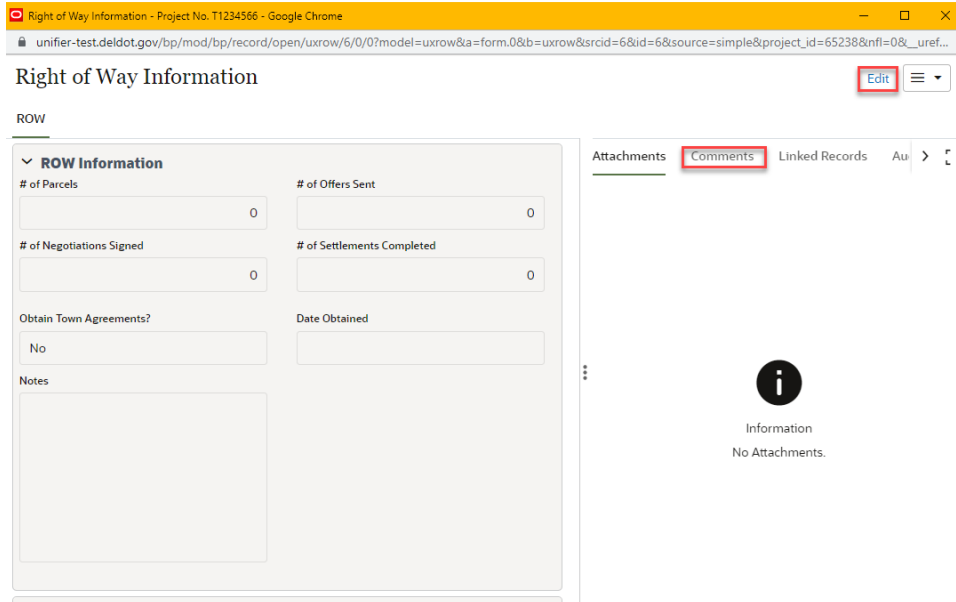 Right of Way Information - Project No. T1234566 - Google Chrome
unifier-test.deldot.gov/bp/mod/bp/record/open/uxrow/6/0/0?model=uxrow&a=form.0&b=uxrow&srcid=6&id=6&source=simple&project_id=65238&nfl=0&__uref...
Right of Way Information
Edit
ROW
ROW Information
# of Parcels
# of Offers Sent
0
0
# of Negotiations Signed
# of Settlements Completed
0
0
Obtain Town Agreements?
Date Obtained
No
Notes
Attachments
Comments
Linked Records
Au
Information
No Attachments.